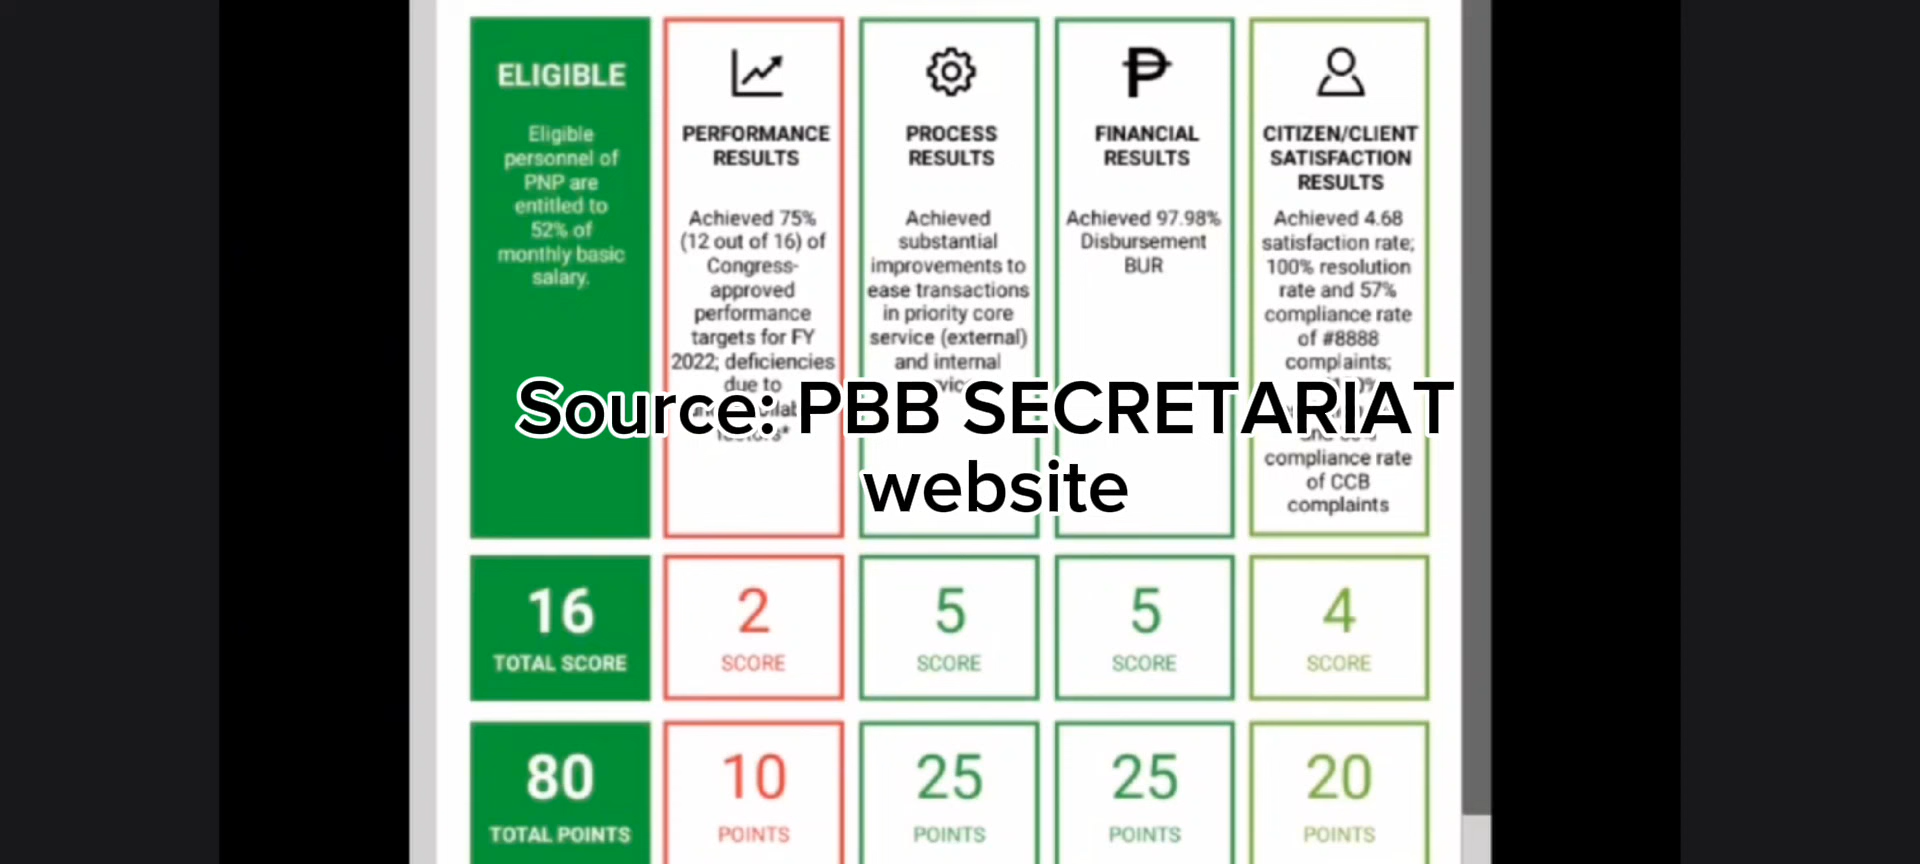 ELIGIBLE
Eligible
personnel of
PNP are
entitled to
52% of
monthly basic
salary.
PERFORMANCE
RESULTS
Achieved 75%
(12 out of 16) of
Congress-
approved
performance
targets for FY
2022; deficiencies
due to
PROCESS
RESULTS
Achieved
substantial
improvements to
ease transactions
in priority core
service (external)
and internal
₱
FINANCIAL
RESULTS
Achieved 97.98%
Disbursement
BUR
CITIZEN/CLIENT
SATISFACTION
RESULTS
Achieved 4.68
satisfaction rate;
100% resolution
rate and 57%
compliance rate
of #8888
complaints;
compliance rate
of CCB
complaints
Source: PBB SECRETARIAT
website
16
TOTAL SCORE
2
SCORE
5
SCORE
5
SCORE
4
SCORE
80
TOTAL POINTS
10
POINTS
25
POINTS
25
POINTS
20
POINTS